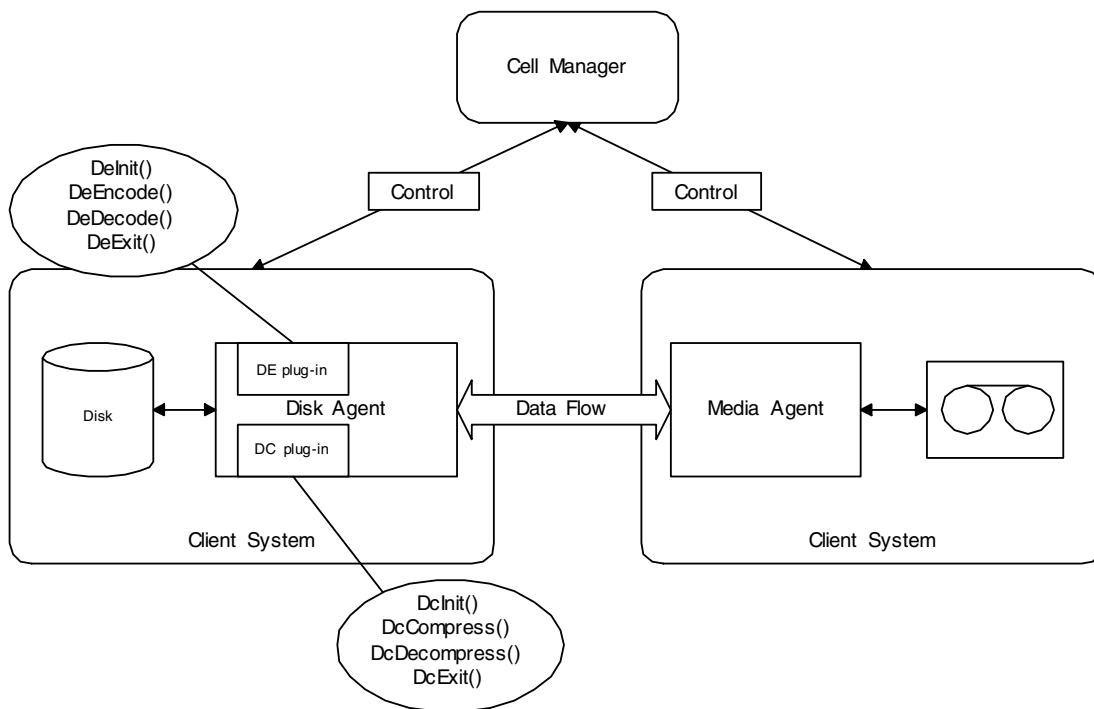 Cell Manager
DeInit()
DeEncode()
DeDecode()
DeExit()
Control
Control
DE plug-in
Disk
Disk Agent
Data Flow
Media Agent
DC plug-in
Client System
Client System
DcInit()
DcCompress()
DcDecompress()
DcExit()